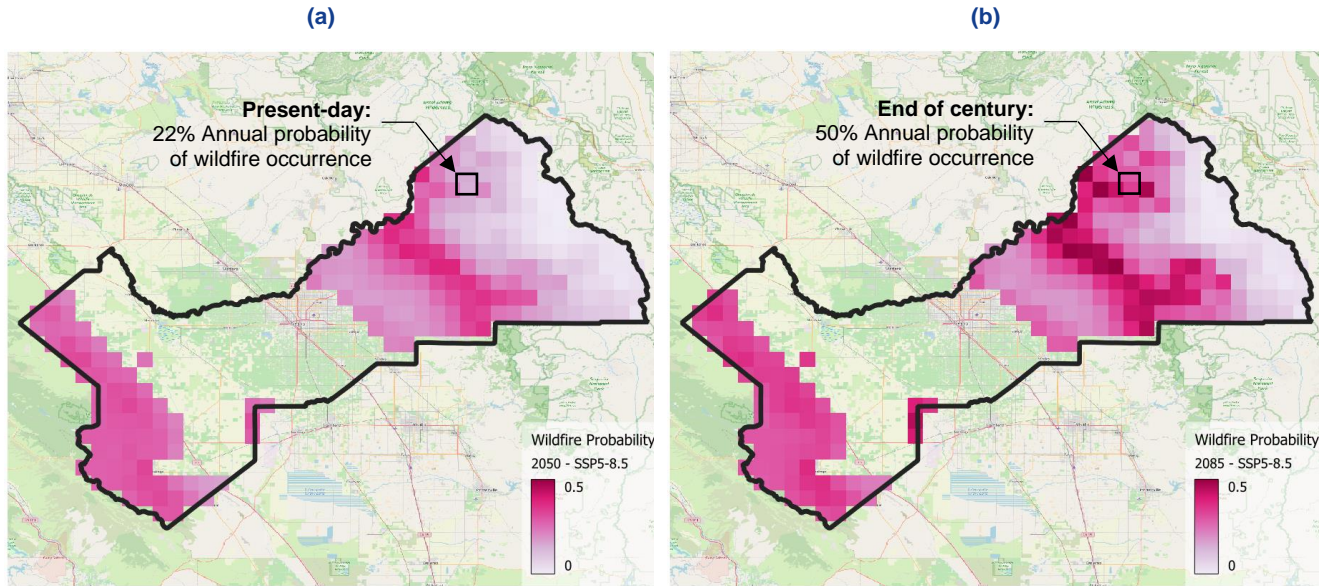 (a)
(b)
Present-day:
22% Annual probability
of wildfire occurrence
Wildfire Probability
2050 - SSP5-8.5
0.5
0
End of century:
50% Annual probability
of wildfire occurrence
Wildfire Probability
2085 - SSP5-8.5
0.5
0